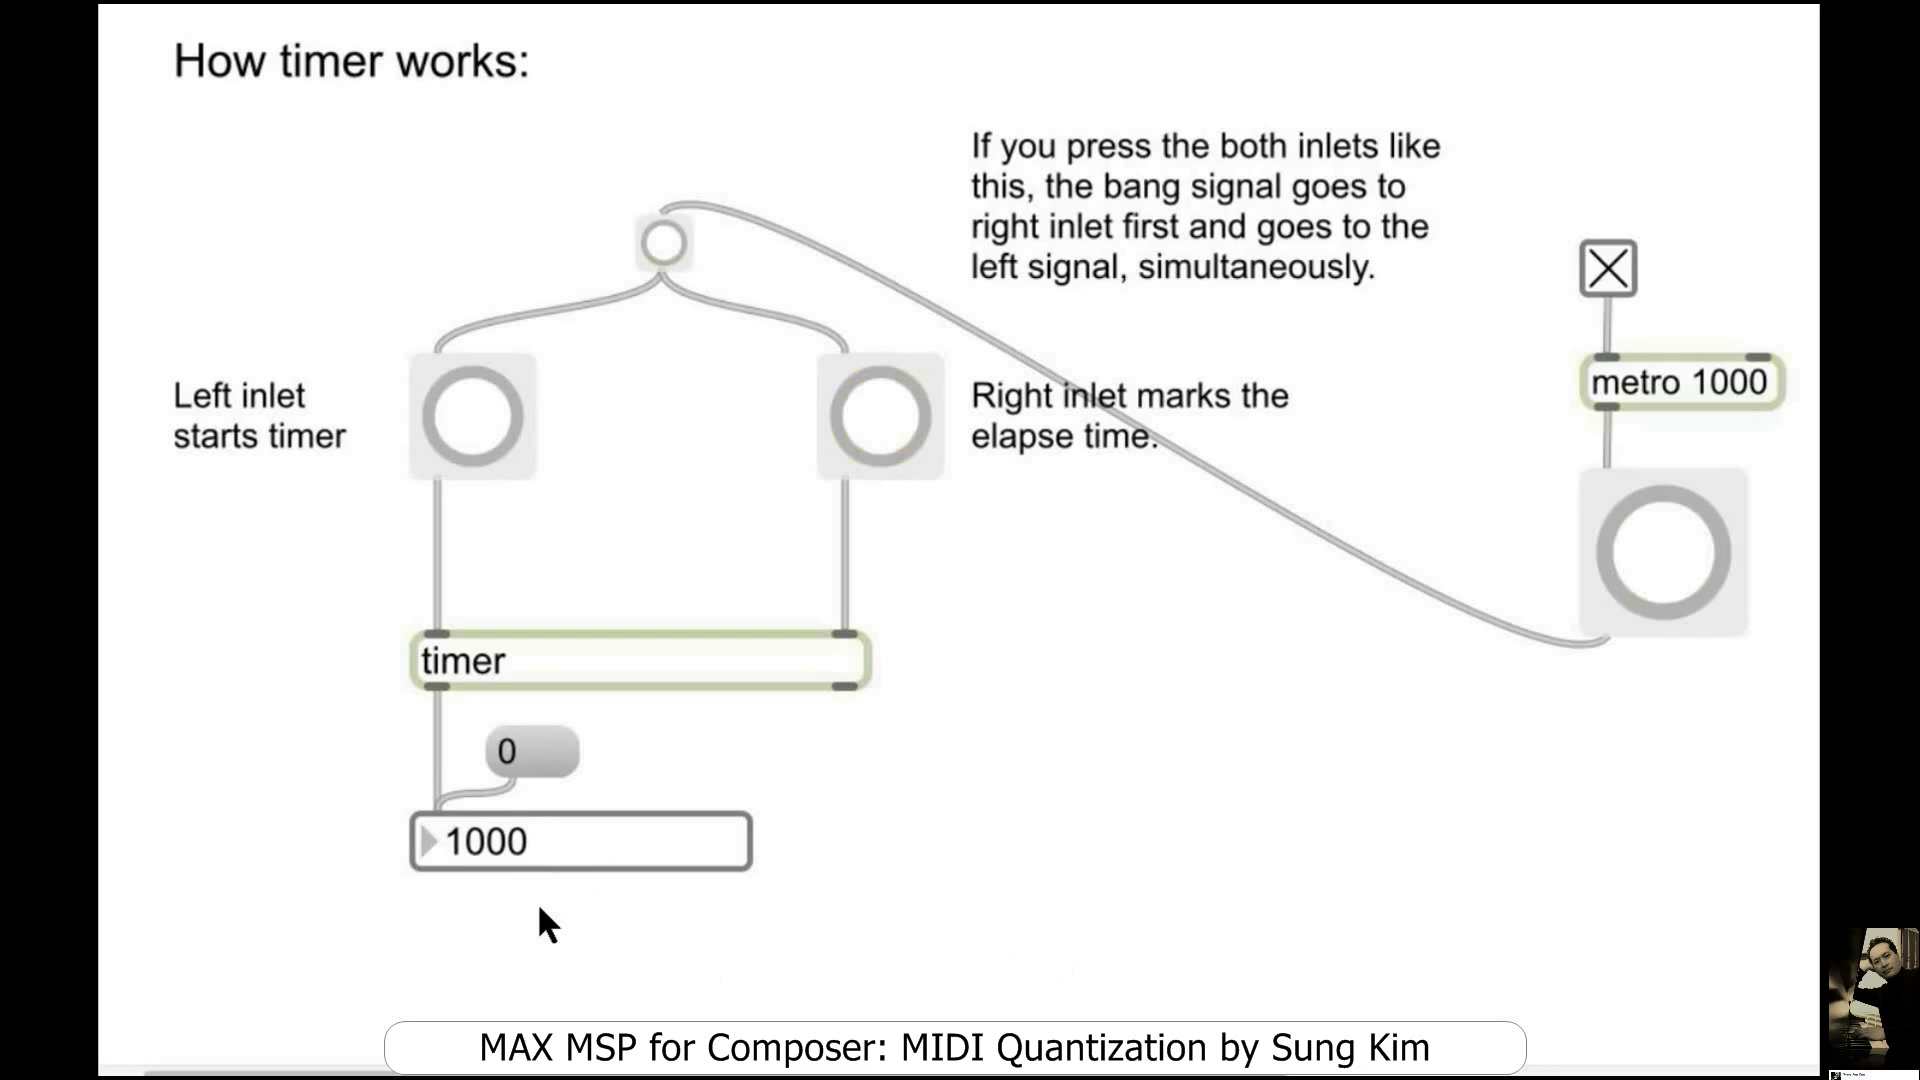 How timer works:
If you press the both inlets like
this, the bang signal goes to
right inlet first and goes to the
left signal, simultaneously.
metro 1000
Left inlet
starts timer
Right inlet marks the
elapse time.
timer
0
1000
MAX MSP for Composer: MIDI Quantization by Sung Kim